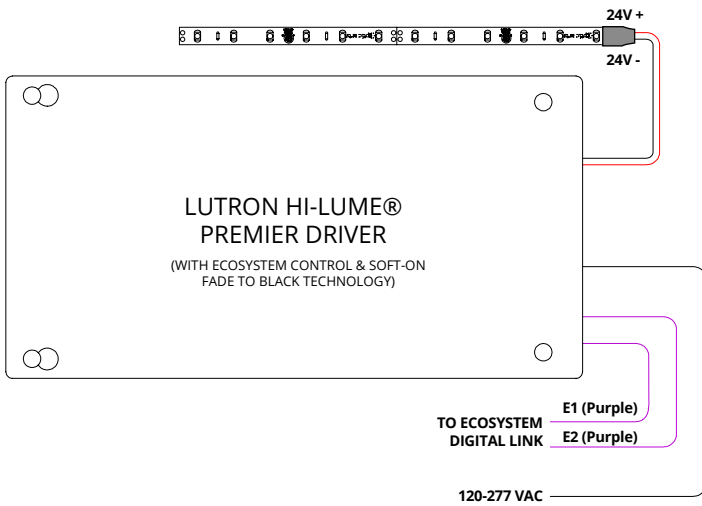 24V +
24V -
LUTRON HI-LUME®
PREMIER DRIVER
(WITH ECOSYSTEM CONTROL & SOFT-ON
FADE TO BLACK TECHNOLOGY)
E1 (Purple)
TO ECOSYSTEM
DIGITAL LINK
E2 (Purple)
120-277 VAC